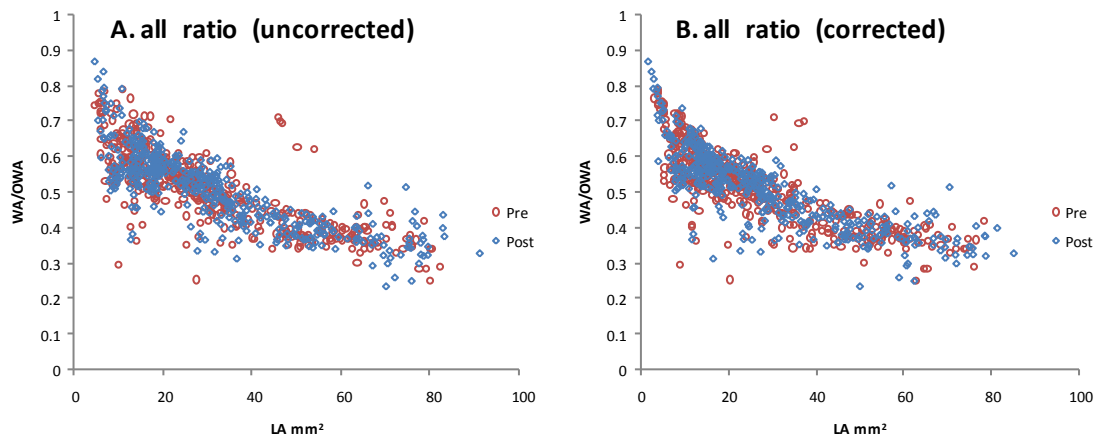 A. all ratio (uncorrected)
1
0.9
0.8
0.7
0.6
0.5
0.4
0.3
0.2
0.1
0
WA/OWA
0 20 40 60 80 100
LA mm²
Pre
Post
B. all ratio (corrected)
1
0.9
0.8
0.7
0.6
0.5
0.4
0.3
0.2
0.1
0
WA/OWA
0 20 40 60 80 100
LA mm²
Pre
Post